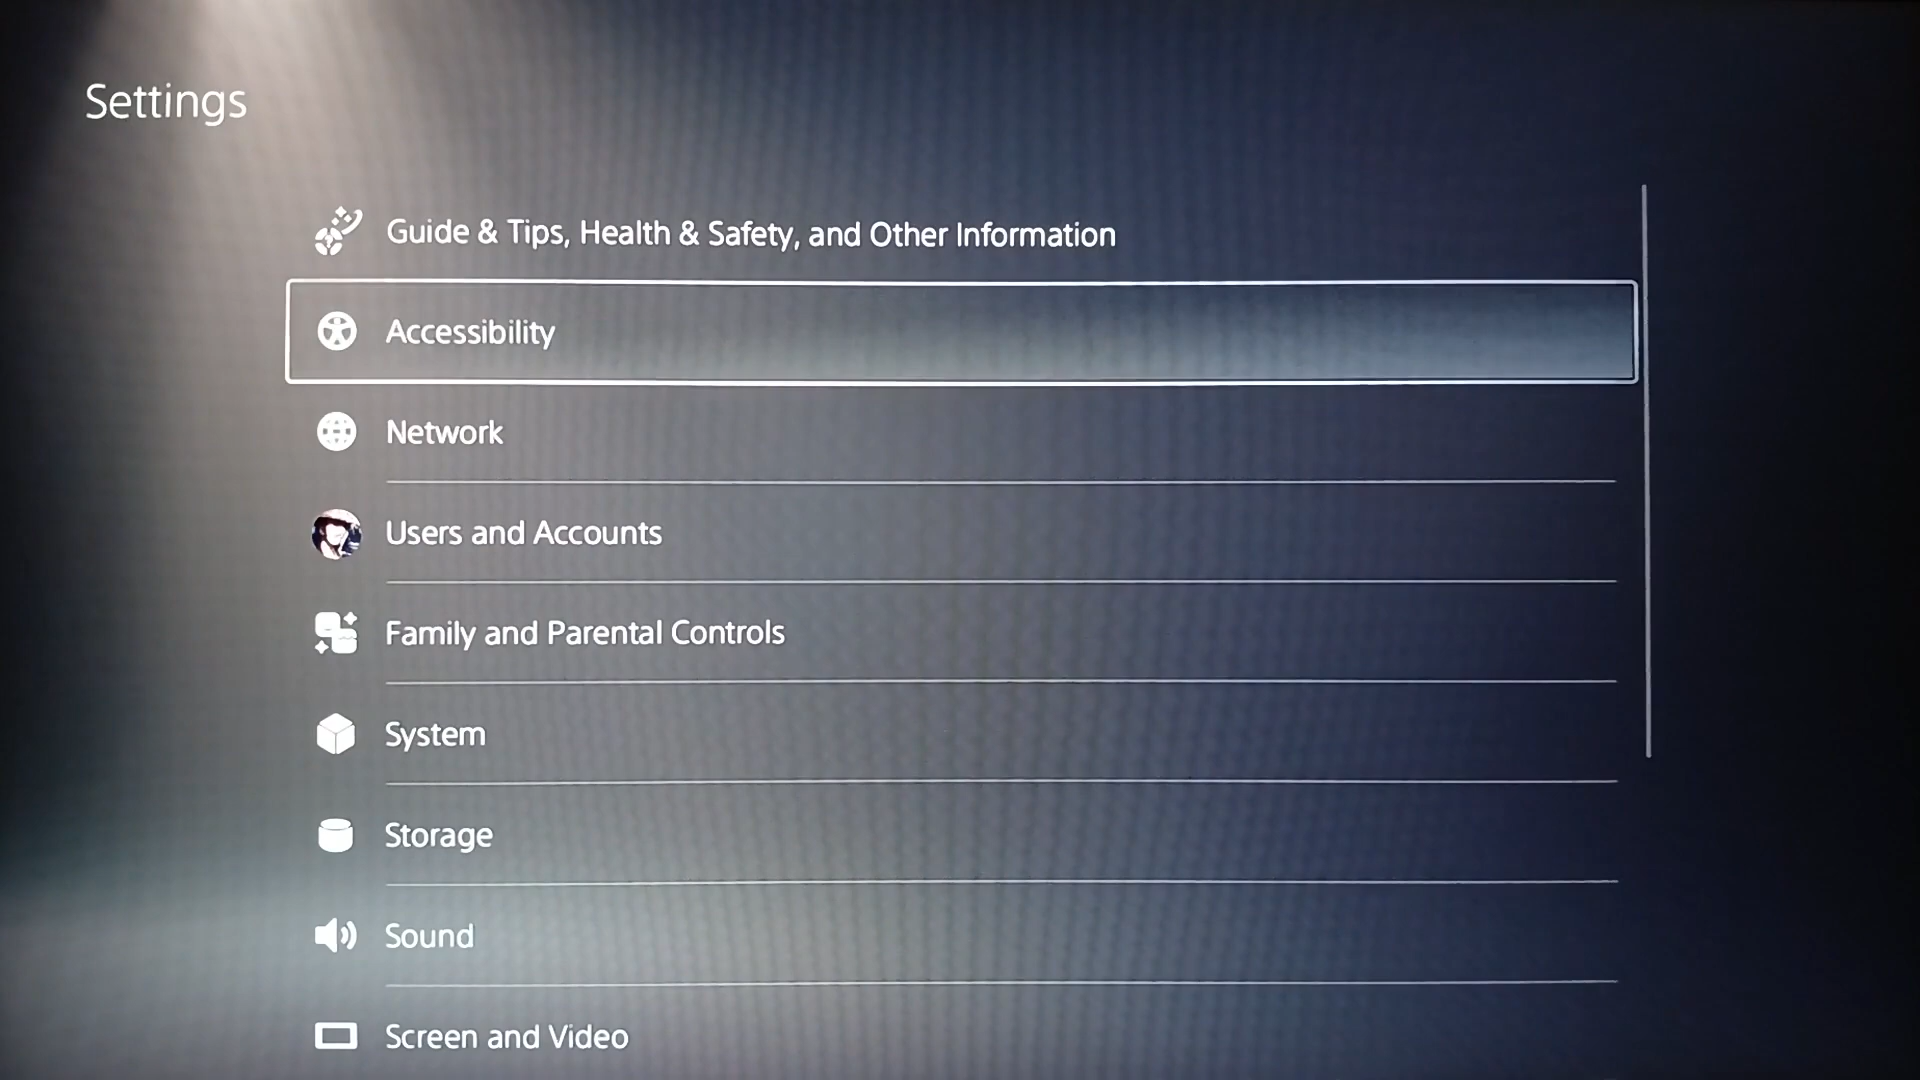 Settings
Guide & Tips, Health & Safety, and Other Information
Accessibility
Network
Users and Accounts
Family and Parental Controls
System
Storage
Sound
Screen and Video